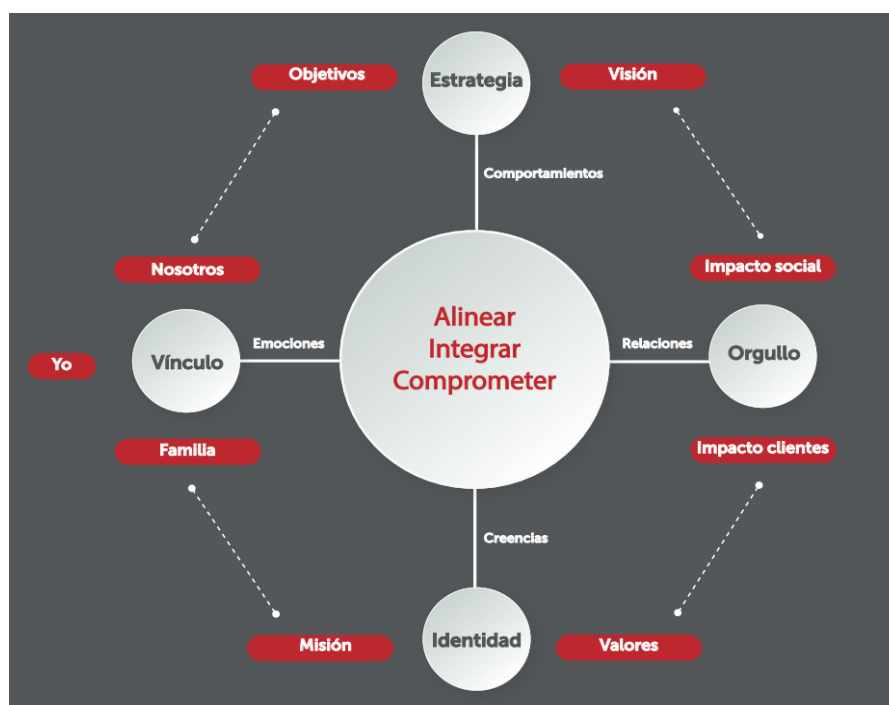 Objetivos
Estrategia
Visión
Comportamientos
Nosotros
Impacto social
Alinear
Integrar
Comprometer
Emociones
Relaciones
Yo
Vínculo
Orgullo
Familia
Impacto clientes
Creencias
Misión
Identidad
Valores